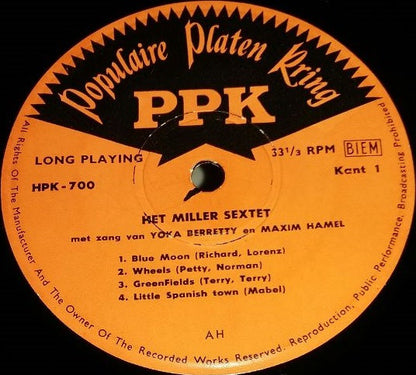 Populaire Platen Kring
PPK
LONG PLAYING
33 1/3 RPM
BIEM
HPK-700
Kant 1
HET MILLER SEXTET
met zang van YOKA BERRETTY en MAXIM HAMEL
1. Blue Moon (Richard, Lorenz)
2. Wheels (Petty, Norman)
3. GreenFields (Terry, Terry)
4. Little Spanish town (Mabel)
AH
All Rights Of The Manufacturer And The Owner Of The Recorded Works Reserved. Reproduction, Public Performance, Broadcasting Prohibited